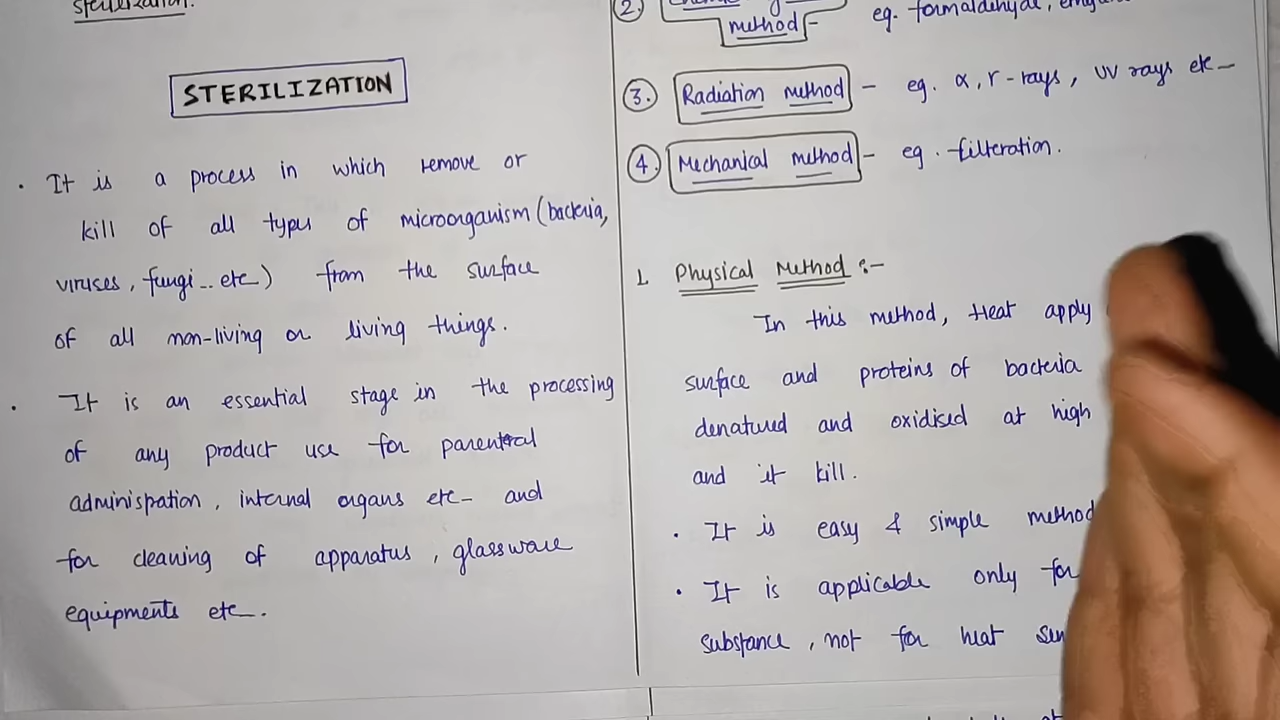 sterilization.
STERILIZATION
• It is a process in which remove or
kill of all types of microorganism (bacteria,
viruses, fungi .. etc) from the surface
of all non-living or living things.
• It is an essential stage in the processing
of any product use for parentral
administration, internal organs etc- and
for cleaning of apparatus, glassware
equipments etc-.
2.
method - eg. formaldehyde,
3. Radiation method - eg. α, r-rays, UV rays etc-
4. Mechanical method - eg. filteration.
1. Physical Method :-
In this method, Heat apply
surface and proteins of bacteria
denatured and oxidised at high
and it kill.
• It is easy & simple method
• It is applicable only for
substance, not for heat